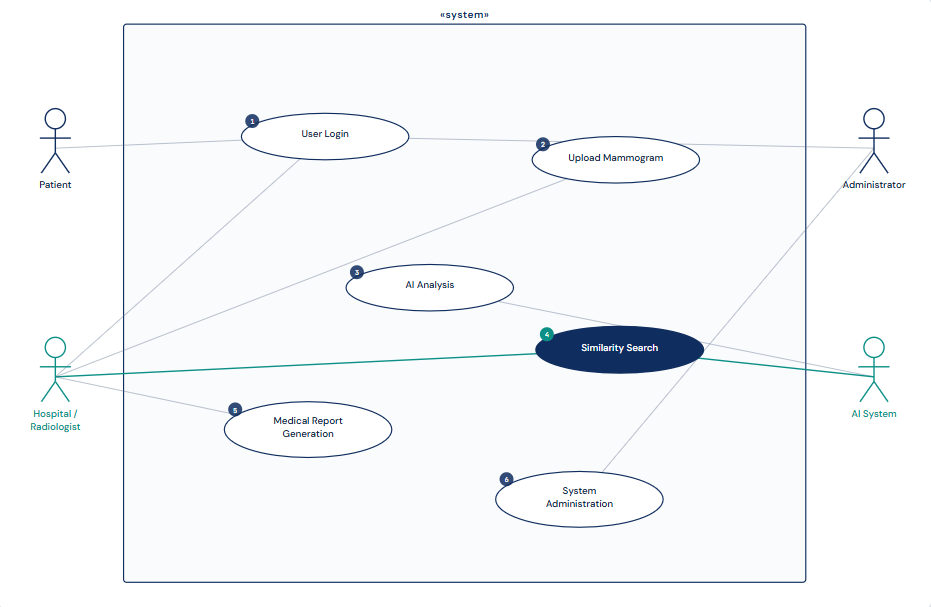 «system»
1
User Login
2
Upload Mammogram
Patient
Administrator
3
AI Analysis
4
Similarity Search
Hospital /
Radiologist
AI System
5
Medical Report
Generation
6
System
Administration